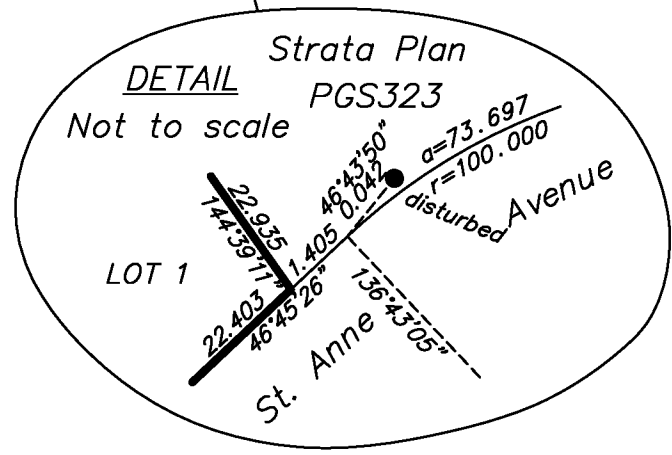 Strata Plan
DETAIL
PGS323
Not to scale
a=73.697
r=100.000
46°43'50"
0.042
disturbed
Avenue
22.935
144°39'11"
1.405
LOT 1
22.403
46°45'26"
136°43'05"
St. Anne